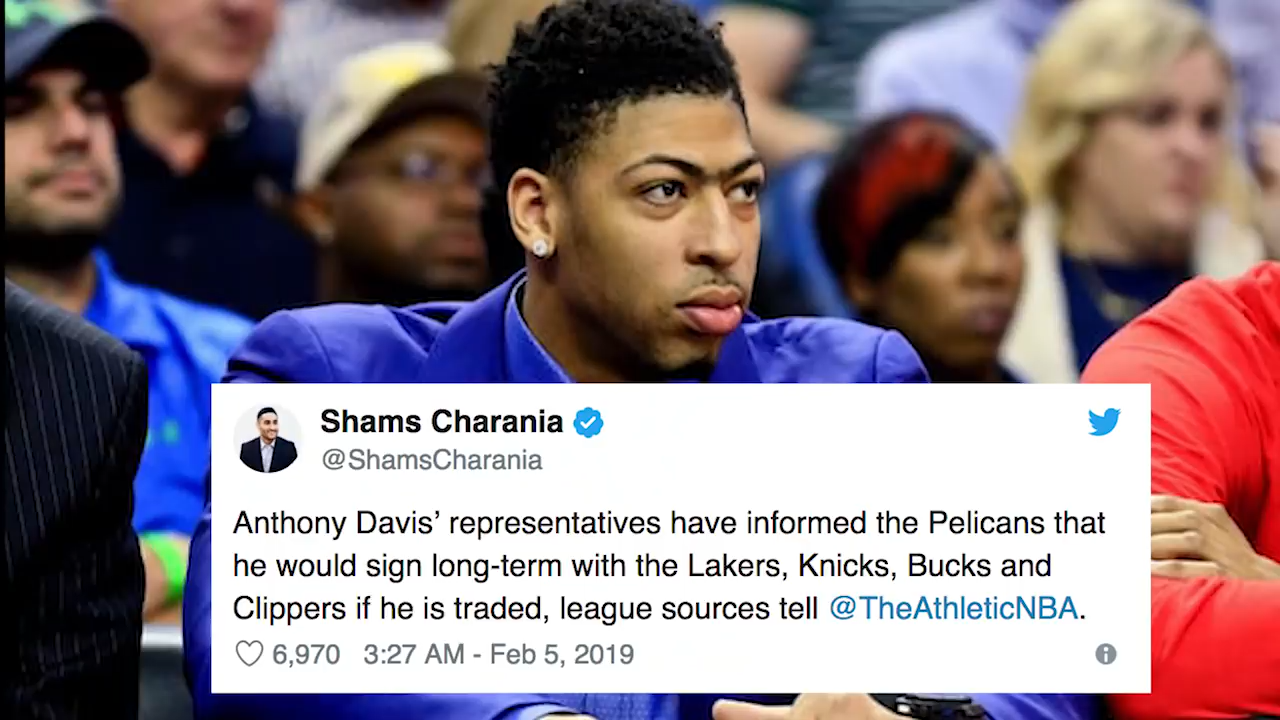 Shams Charania
@ShamsCharania
Anthony Davis’ representatives have informed the Pelicans that
he would sign long-term with the Lakers, Knicks, Bucks and
Clippers if he is traded, league sources tell @TheAthleticNBA.
6,970 3:27 AM - Feb 5, 2019